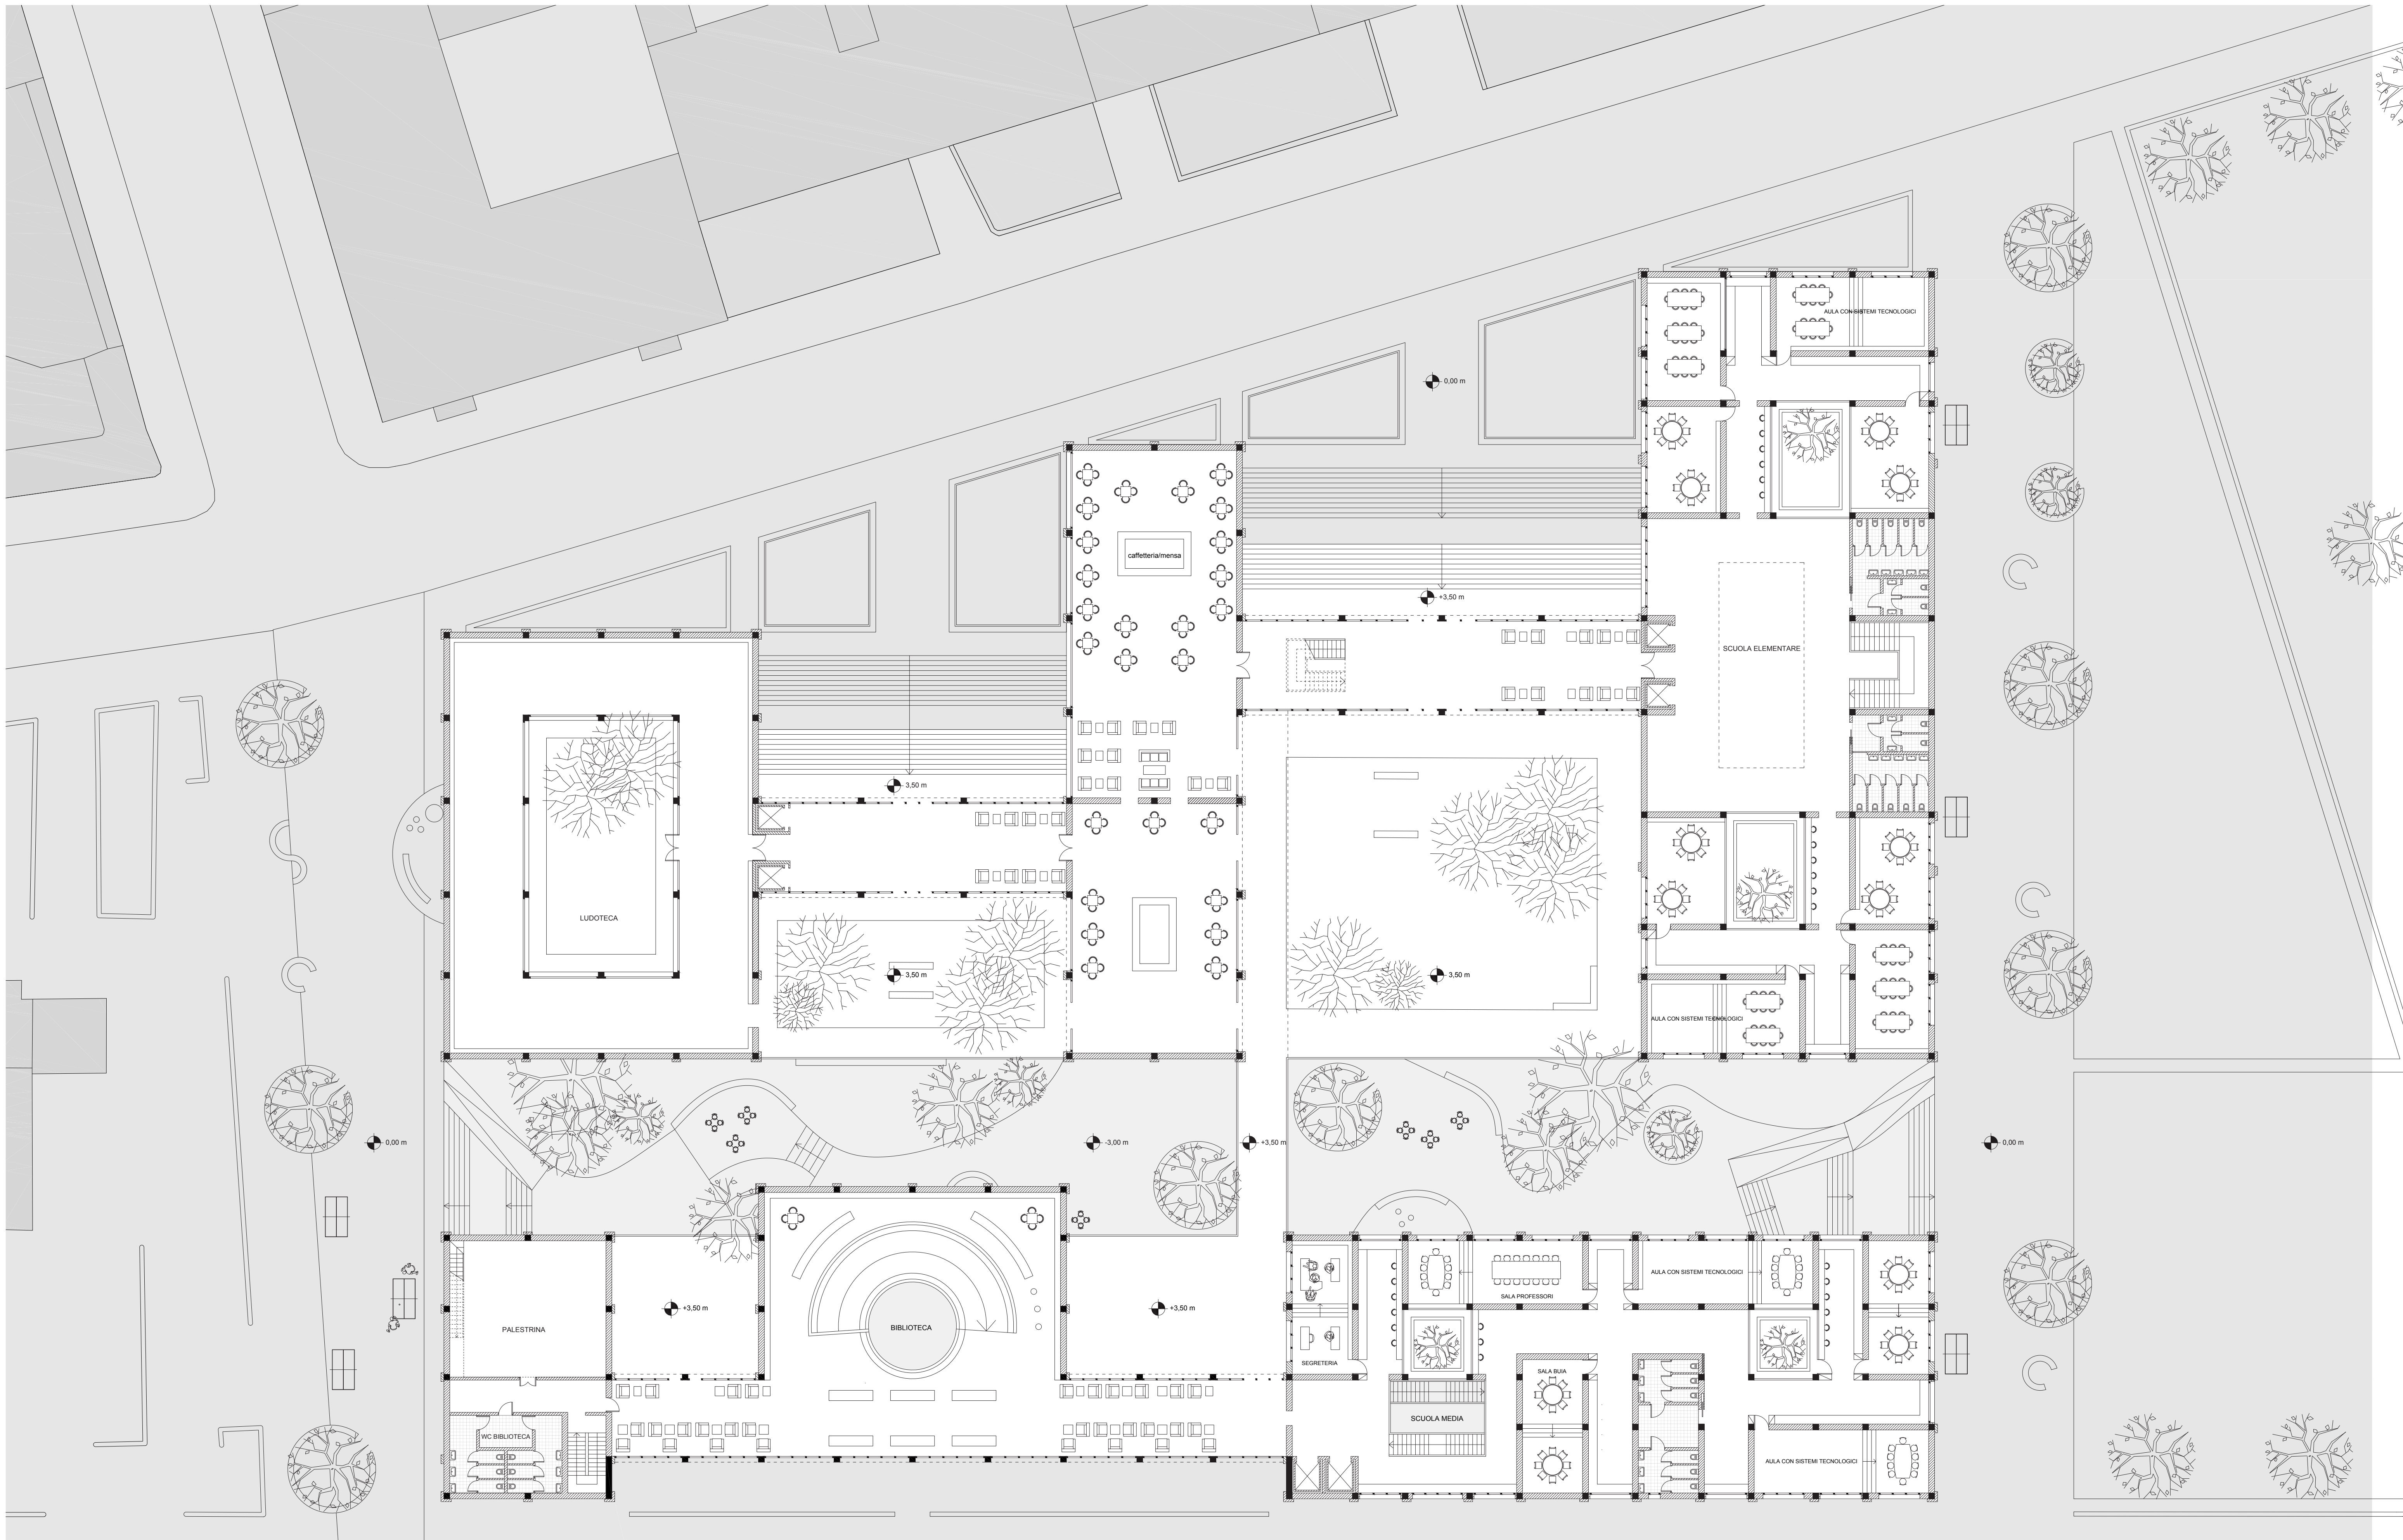 AULA CON SISTEMI TECNOLOGICI
0,00 m
caffetteria/mensa
+3,50 m
SCUOLA ELEMENTARE
3,50 m
LUDOTECA
3,50 m
3,50 m
AULA CON SISTEMI TECNOLOGICI
0,00 m
-3,00 m
+3,50 m
0,00 m
AULA CON SISTEMI TECNOLOGICI
SALA PROFESSORI
+3,50 m
+3,50 m
BIBLIOTECA
PALESTRINA
SEGRETERIA
SALA BUIA
SCUOLA MEDIA
WC BIBLIOTECA
AULA CON SISTEMI TECNOLOGICI